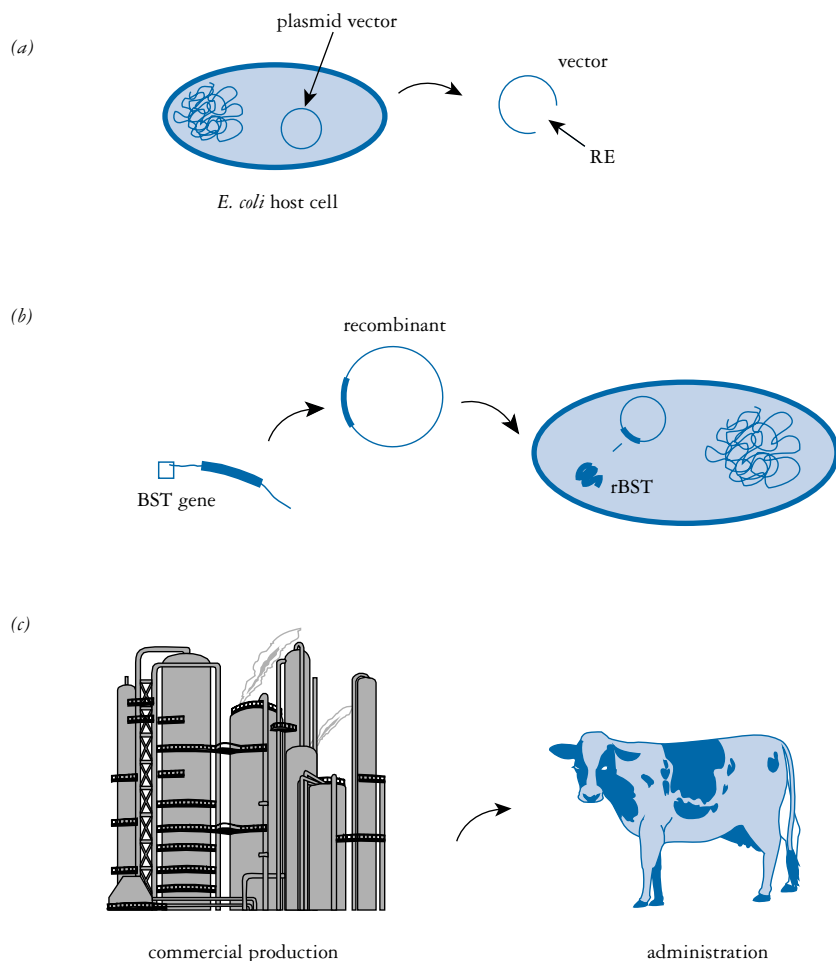 (a)
plasmid vector
vector
RE
E. coli host cell
(b)
recombinant
BST gene
rBST
(c)
commercial production
administration